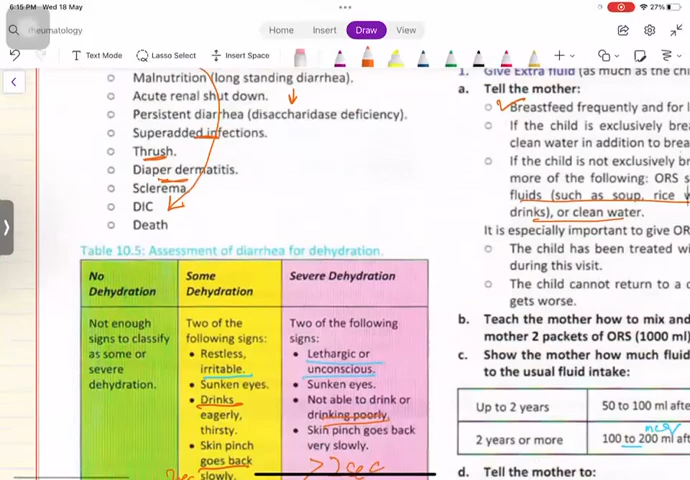 6:15 PM Wed 18 May
27%
rheumatology
Home
Insert
Draw
View
Text Mode
Lasso Select
Insert Space
Malnutrition (long standing diarrhea).
Acute renal shut down.
Persistent diarrhea (disaccharidase deficiency).
Superadded infections.
Thrush.
Diaper dermatitis.
Sclerema
DIC
Death
Table 10.5: Assessment of diarrhea for dehydration.
No
Dehydration
Some
Dehydration
Severe Dehydration
Not enough
signs to classify
as some or
severe
dehydration.
Two of the
following signs:
• Restless,
irritable.
• Sunken eyes.
• Drinks
eagerly,
thirsty.
• Skin pinch
goes back
slowly.
Two of the following
signs:
• Lethargic or
unconscious.
• Sunken eyes.
• Not able to drink or
drinking poorly.
• Skin pinch goes back
very slowly.
>2sec
1. Give Extra fluid (as much as the chi
a. Tell the mother:
Breastfeed frequently and for l
If the child is exclusively brea
clean water in addition to brea
If the child is not exclusively b
more of the following: ORS s
fluids (such as soup, rice w
drinks), or clean water.
It is especially important to give OR
The child has been treated wi
during this visit.
The child cannot return to a c
gets worse.
b. Teach the mother how to mix and
mother 2 packets of ORS (1000 ml)
c. Show the mother how much fluid
to the usual fluid intake:
Up to 2 years
50 to 100 ml afte
2 years or more
100 to 200 ml aft
d. Tell the mother to: